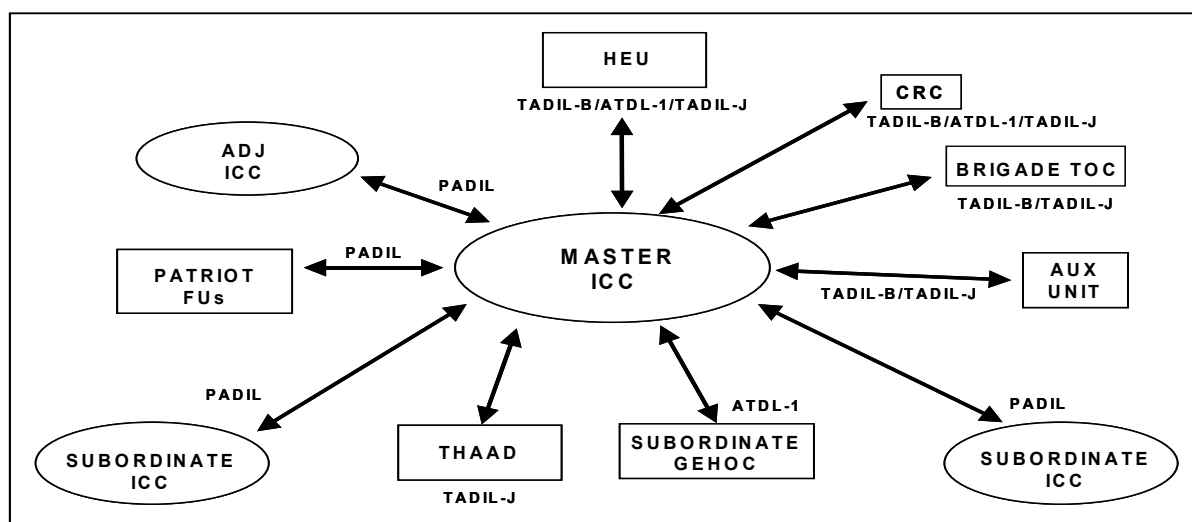 HEU
TADIL-B/ATDL-1/TADIL-J
CRC
TADIL-B/ATDL-1/TADIL-J
ADJ
ICC
PADIL
BRIGADE TOC
TADIL-B/TADIL-J
PATRIOT
FUs
PADIL
MASTER
ICC
TADIL-B/TADIL-J
AUX
UNIT
PADIL
SUBORDINATE
ICC
THAAD
TADIL-J
ATDL-1
SUBORDINATE
GEHOC
PADIL
SUBORDINATE
ICC